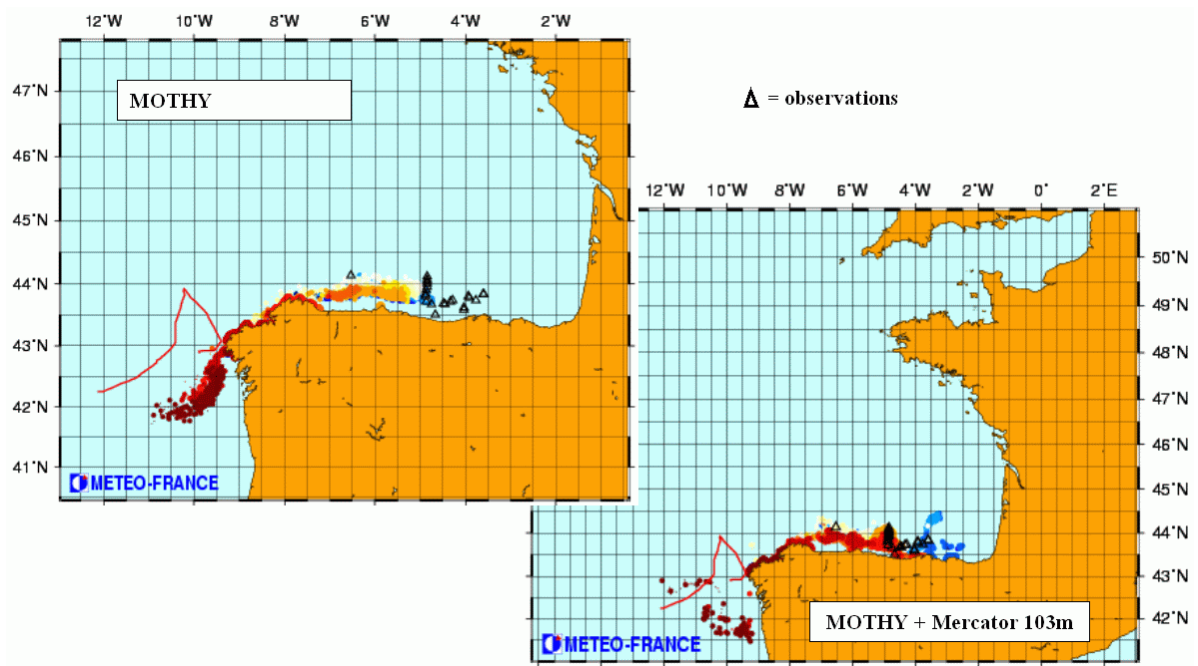 12˚W 10˚W 8˚W 6˚W 4˚W 2˚W
47˚N
MOTHY
Δ = observations
46˚N
45˚N
44˚N
43˚N
42˚N
41˚N
METEO-FRANCE
12˚W 10˚W 8˚W 6˚W 4˚W 2˚W 0˚ 2˚E
50˚N
49˚N
48˚N
47˚N
46˚N
45˚N
44˚N
43˚N
42˚N
MOTHY + Mercator 103m
METEO-FRANCE